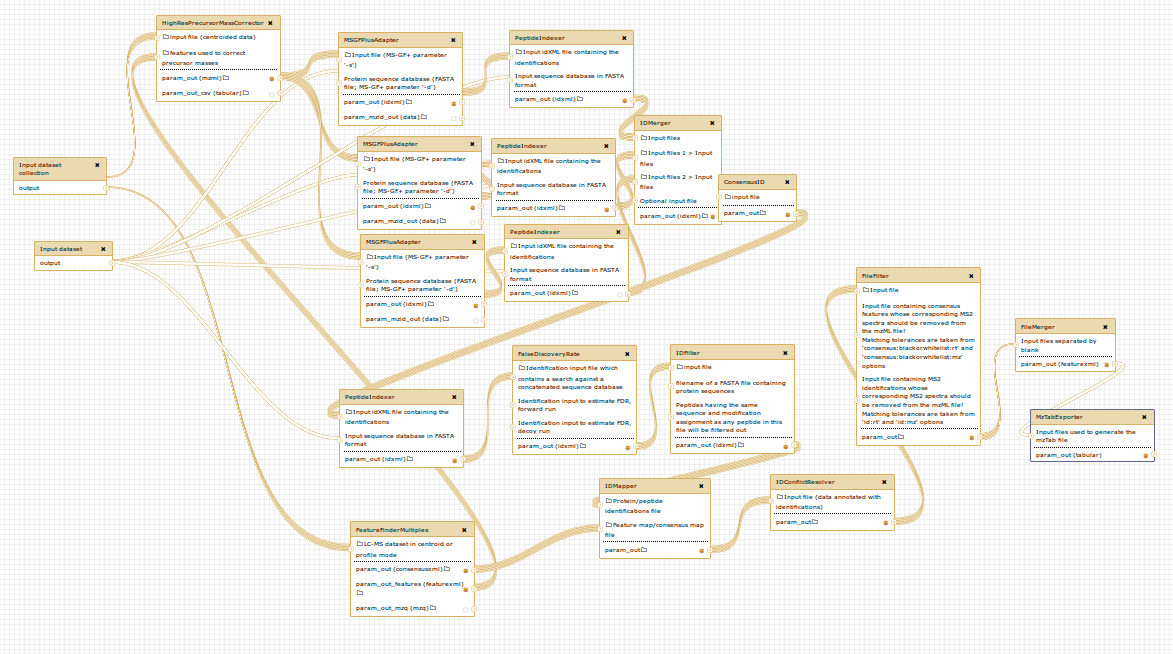 HighResPrecursorMassCorrector ✖
input file (centroided data)
features used to correct
precursor masses
param_out (mzml)
param_out_csv (tabular)
Input dataset ✖
collection
output
Input dataset ✖
output
MSGFPlusAdapter ✖
Input file (MS-GF+ parameter
'-s')
Protein sequence database (FASTA
file; MS-GF+ parameter '-d')
param_out (idxml)
param_mzid_out (data)
MSGFPlusAdapter ✖
Input file (MS-GF+ parameter
'-s')
Protein sequence database (FASTA
file; MS-GF+ parameter '-d')
param_out (idxml)
param_mzid_out (data)
MSGFPlusAdapter ✖
Input file (MS-GF+ parameter
'-s')
Protein sequence database (FASTA
file; MS-GF+ parameter '-d')
param_out (idxml)
param_mzid_out (data)
PeptideIndexer ✖
Input idXML file containing the
identifications
Input sequence database in FASTA
format
param_out (idxml)
PeptideIndexer ✖
Input idXML file containing the
identifications
Input sequence database in FASTA
format
param_out (idxml)
PeptideIndexer ✖
Input idXML file containing the
identifications
Input sequence database in FASTA
format
param_out (idxml)
IDMerger ✖
Input files
Input files 1 > Input
files
Input files 2 > Input
files
Optional input file
param_out (idxml)
ConsensusID ✖
input file
param_out
PeptideIndexer ✖
Input idXML file containing the
identifications
Input sequence database in FASTA
format
param_out (idxml)
FalseDiscoveryRate ✖
Identification input file which
contains a search against a
concatenated sequence database
Identification input to estimate FDR,
forward run
Identification input to estimate FDR,
decoy run
param_out (idxml)
IDFilter ✖
input file
filename of a FASTA file containing
protein sequences
Peptides having the same
sequence and modification
assignment as any peptide in this
file will be filtered out
param_out (idxml)
FeatureFinderMultiplex ✖
LC-MS dataset in centroid or
profile mode
param_out (consensusxml)
param_out_features (featurexml)
param_out_mzq (mzq)
IDMapper ✖
Protein/peptide
identifications file
Feature map/consensus map
file
param_out
IDConflictResolver ✖
Input file (data annotated with
identifications)
param_out
FileFilter ✖
Input file
Input file containing consensus
features whose corresponding MS2
spectra should be removed from
the mzML file!
Matching tolerances are taken from
'consensus:blackorwhitelist:rt' and
'consensus:blackorwhitelist:mz'
options
Input file containing MS2
identifications whose
corresponding MS2 spectra should
be removed from the mzML file!
Matching tolerances are taken from
'id:rt' and 'id:mz' options
param_out
FileMerger ✖
Input files separated by
blank
param_out (featurexml)
MzTabExporter ✖
Input files used to generate the
mzTab file
param_out (tabular)